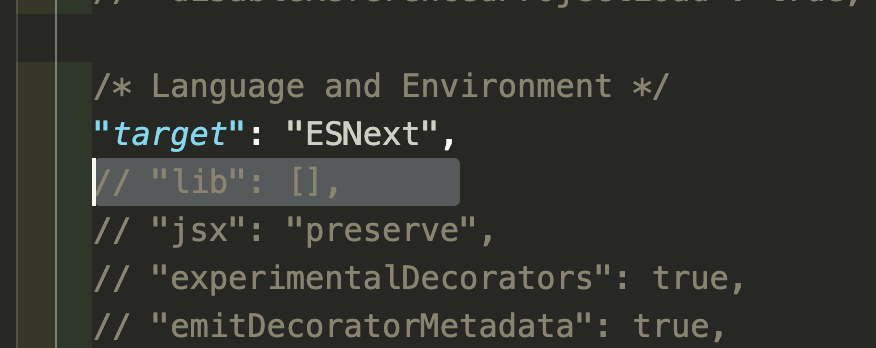 /* Language and Environment */
"target": "ESNext",
// "lib": [],
// "jsx": "preserve",
// "experimentalDecorators": true,
// "emitDecoratorMetadata": true,